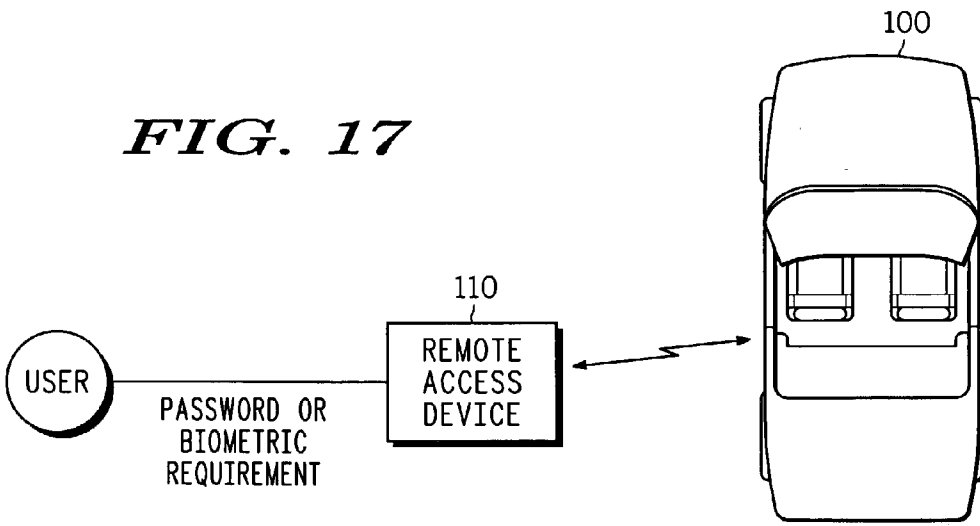 100
FIG. 17
110
REMOTE
ACCESS
DEVICE
USER
PASSWORD OR
BIOMETRIC
REQUIREMENT